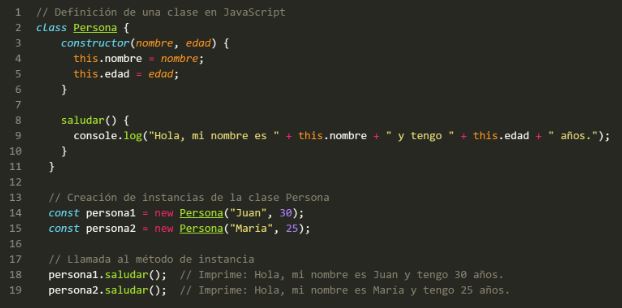 1 // Definición de una clase en JavaScript
2 class Persona {
3 constructor(nombre, edad) {
4 this.nombre = nombre;
5 this.edad = edad;
6 }
7
8 saludar() {
9 console.log("Hola, mi nombre es " + this.nombre + " y tengo " + this.edad + " años.");
10 }
11 }
12
13 // Creación de instancias de la clase Persona
14 const persona1 = new Persona("Juan", 30);
15 const persona2 = new Persona("María", 25);
16
17 // Llamada al método de instancia
18 persona1.saludar(); // Imprime: Hola, mi nombre es Juan y tengo 30 años.
19 persona2.saludar(); // Imprime: Hola, mi nombre es María y tengo 25 años.